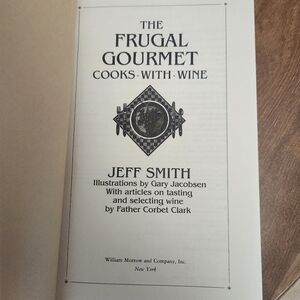 THE
FRUGAL
GOURMET
COOKS · WITH · WINE
JEFF SMITH
Illustrations by Gary Jacobsen
With articles on tasting
and selecting wine
by Father Corbet Clark
William Morrow and Company, Inc.
New York